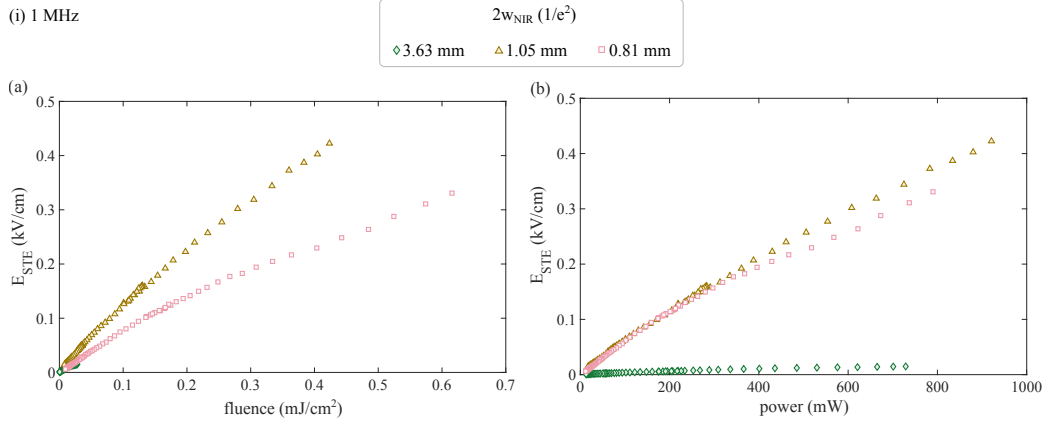 (i) 1 MHz
2w_NIR (1/e²)
3.63 mm 1.05 mm 0.81 mm
(a)
0.5
0.4
0.3
0.2
0.1
0
E_STE (kV/cm)
0 0.1 0.2 0.3 0.4 0.5 0.6 0.7
fluence (mJ/cm²)
(b)
0.5
0.4
0.3
0.2
0.1
0
E_STE (kV/cm)
0 200 400 600 800 1000
power (mW)